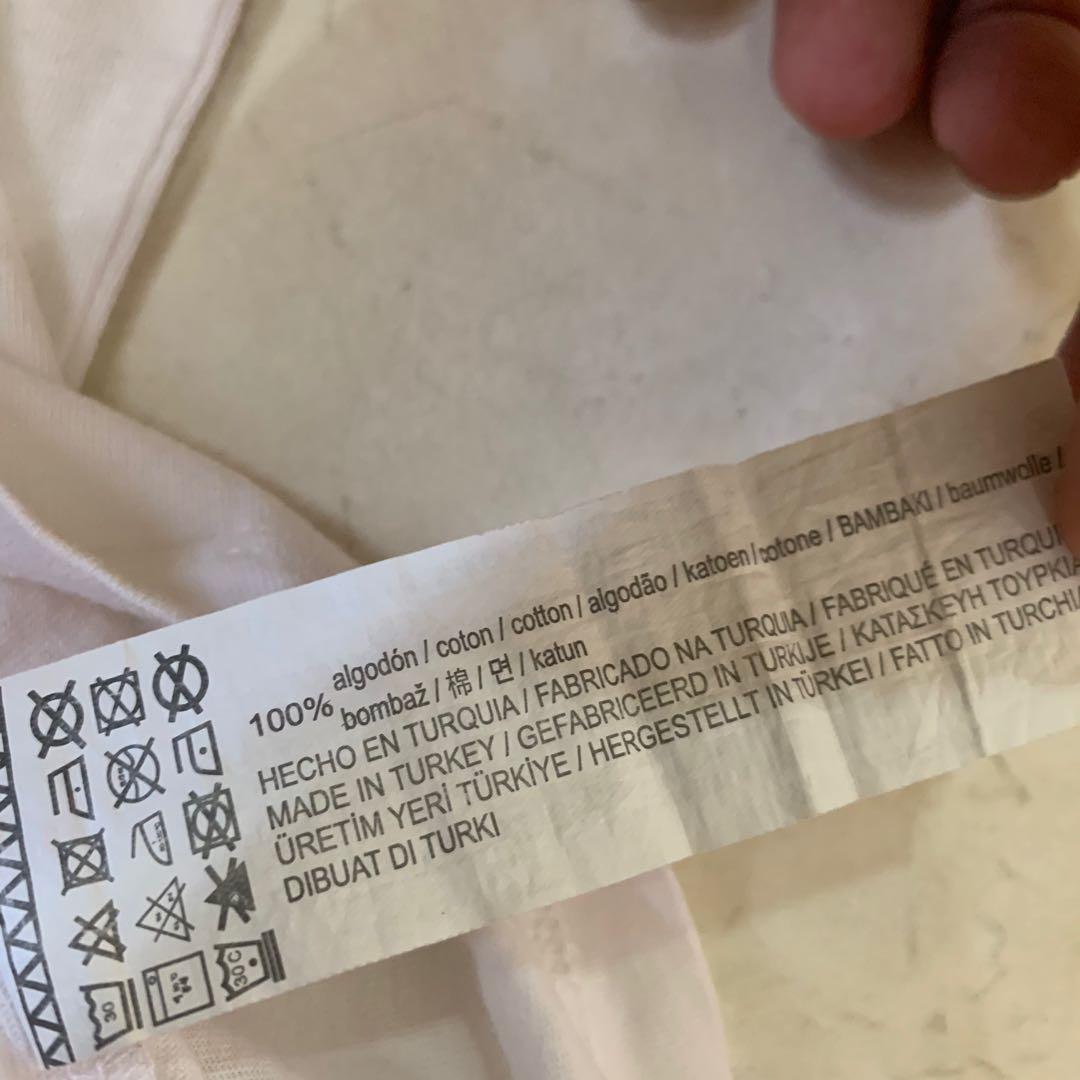 100% algodón / coton / cotton / algodão / katoen / cotone / BAMBAKI / baumwolle /
bombaž / 棉 / 면 / katun
HECHO EN TURQUIA / FABRICADO NA TURQUIA / FABRIQUÉ EN TURQUI
MADE IN TURKEY / GEFABRICEERD IN TURKIJE / ΚΑΤΑΣΚΕΥΗ ΤΟΥΡΚΙΑ
ÜRETİM YERİ TÜRKİYE / HERGESTELLT IN TÜRKEI / FATTO IN TURCHIA
DIBUAT DI TURKI
30
30C